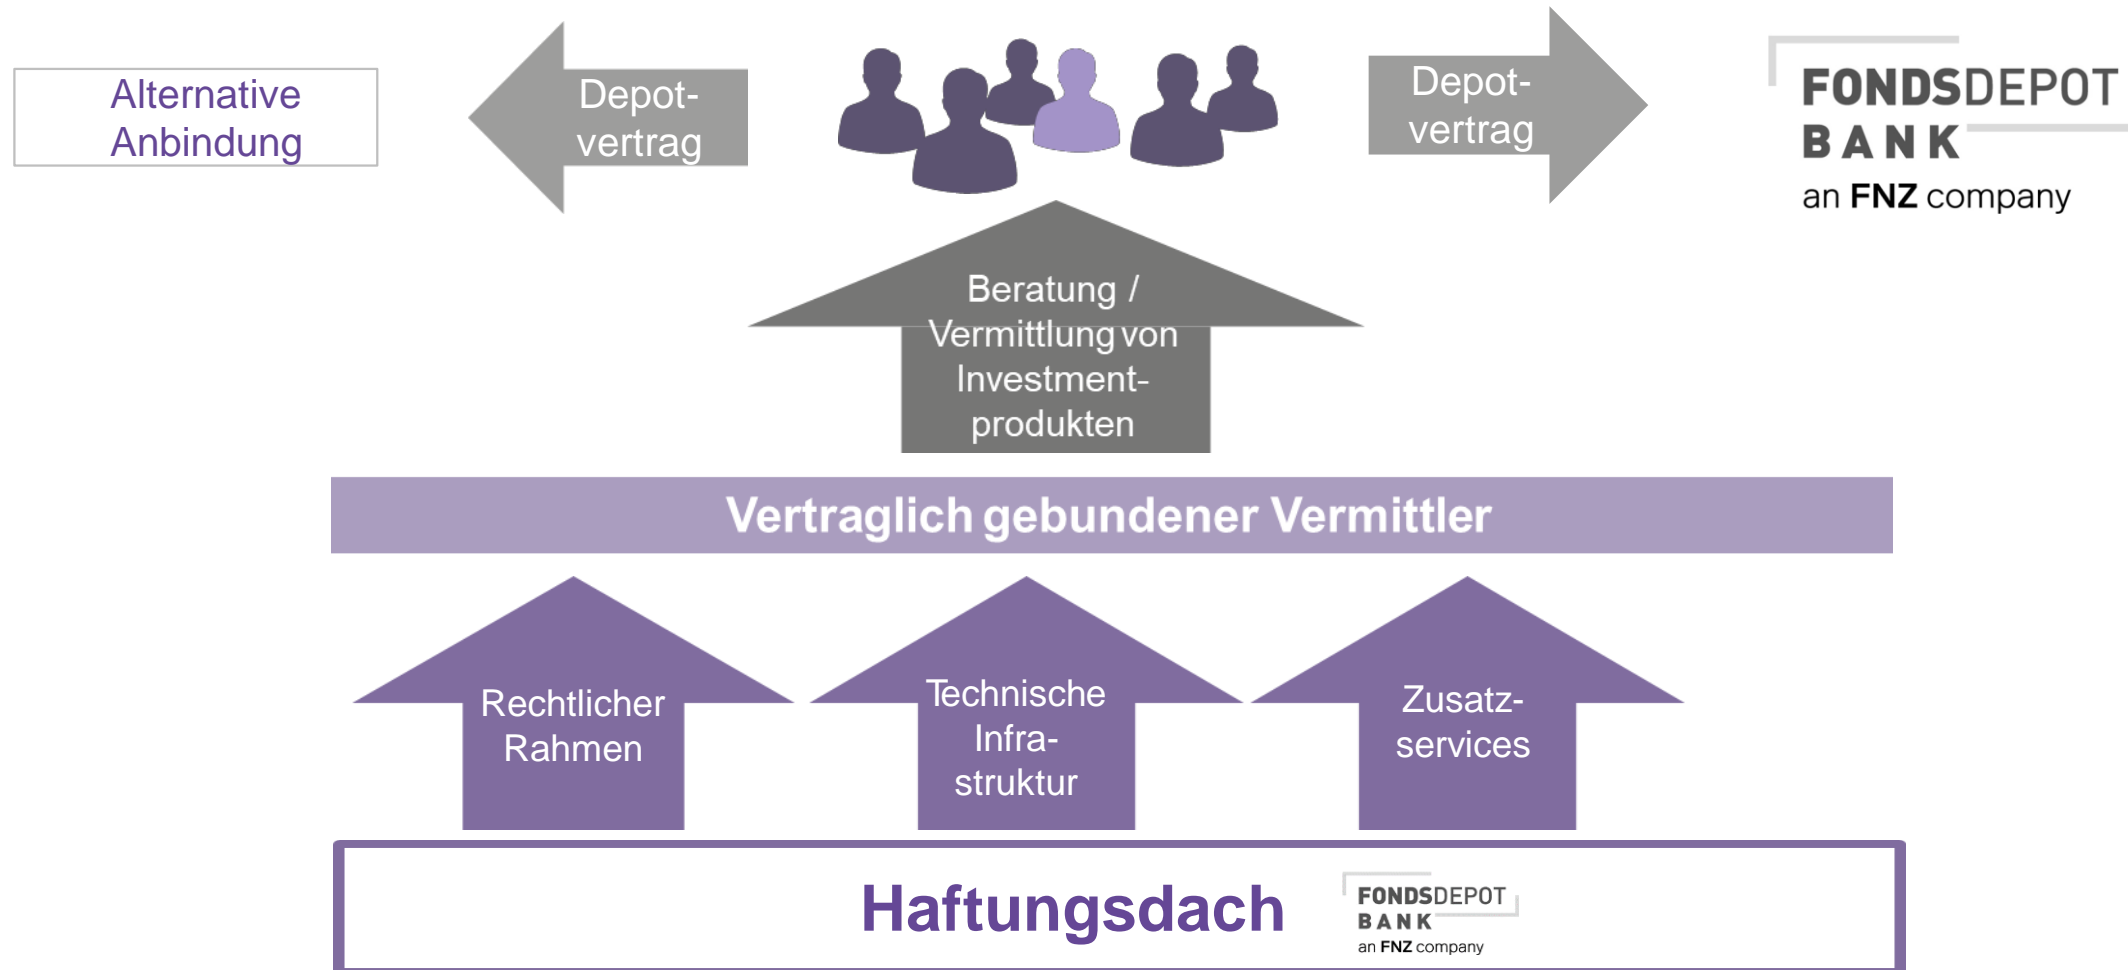 Alternative
Anbindung
Depot-
vertrag
Depot-
vertrag
FONDSDEPOT
BANK
an FNZ company
Beratung /
Vermittlung von
Investment-
produkten
Vertraglich gebundener Vermittler
Rechtlicher
Rahmen
Technische
Infra-
struktur
Zusatz-
services
Haftungsdach
FONDSDEPOT
BANK
an FNZ company